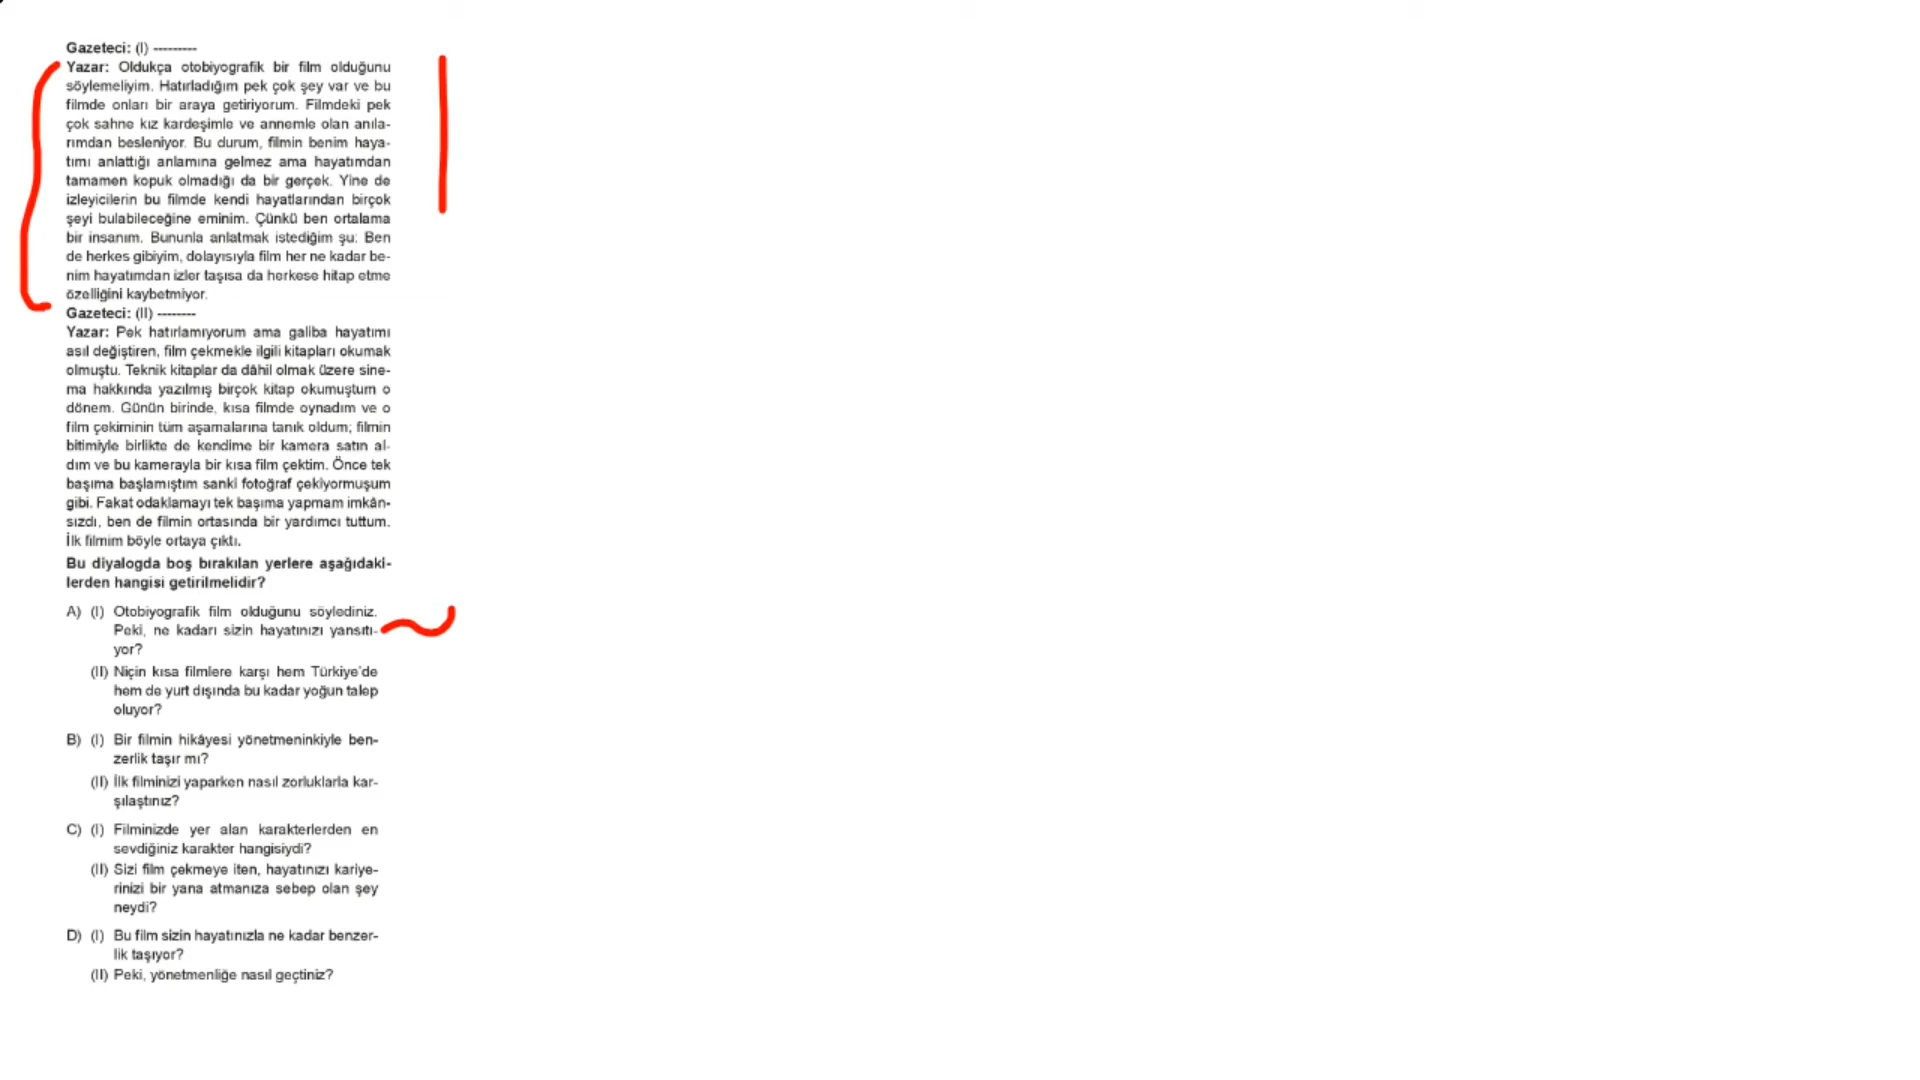 Gazeteci: (I) ---------
Yazar: Oldukça otobiyografik bir film olduğunu
söylemeliyim. Hatırladığım pek çok şey var ve bu
filmde onları bir araya getiriyorum. Filmdeki pek
çok sahne kız kardeşimle ve annemle olan anıla-
rımdan besleniyor. Bu durum, filmin benim haya-
tımı anlattığı anlamına gelmez ama hayatımdan
tamamen kopuk olmadığı da bir gerçek. Yine de
izleyicilerin bu filmde kendi hayatlarından birçok
şeyi bulabileceğine eminim. Çünkü ben ortalama
bir insanım. Bununla anlatmak istediğim şu: Ben
de herkes gibiyim, dolayısıyla film her ne kadar be-
nim hayatımdan izler taşısa da herkese hitap etme
özelliğini kaybetmiyor.
Gazeteci: (II) --------
Yazar: Pek hatırlamıyorum ama galiba hayatımı
asıl değiştiren, film çekmekle ilgili kitapları okumak
olmuştu. Teknik kitaplar da dâhil olmak üzere sine-
ma hakkında yazılmış birçok kitap okumuştum o
dönem. Günün birinde, kısa filmde oynadım ve o
film çekiminin tüm aşamalarına tanık oldum; filmin
bitimiyle birlikte de kendime bir kamera satın al-
dım ve bu kamerayla bir kısa film çektim. Önce tek
başıma başlamıştım sanki fotoğraf çekiyormuşum
gibi. Fakat odaklamayı tek başıma yapmam imkân-
sızdı, ben de filmin ortasında bir yardımcı tuttum.
İlk filmim böyle ortaya çıktı.
Bu diyalogda boş bırakılan yerlere aşağıdaki-
lerden hangisi getirilmelidir?
A) (I) Otobiyografik film olduğunu söylediniz.
Peki, ne kadarı sizin hayatınızı yansıtı-
yor?
(II) Niçin kısa filmlere karşı hem Türkiye'de
hem de yurt dışında bu kadar yoğun talep
oluyor?
B) (I) Bir filmin hikâyesi yönetmeninkiyle ben-
zerlik taşır mı?
(II) İlk filminizi yaparken nasıl zorluklarla kar-
şılaştınız?
C) (I) Filminizde yer alan karakterlerden en
sevdiğiniz karakter hangisiydi?
(II) Sizi film çekmeye iten, hayatınızı kariye-
rinizi bir yana atmanıza sebep olan şey
neydi?
D) (I) Bu film sizin hayatınızla ne kadar benzer-
lik taşıyor?
(II) Peki, yönetmenliğe nasıl geçtiniz?